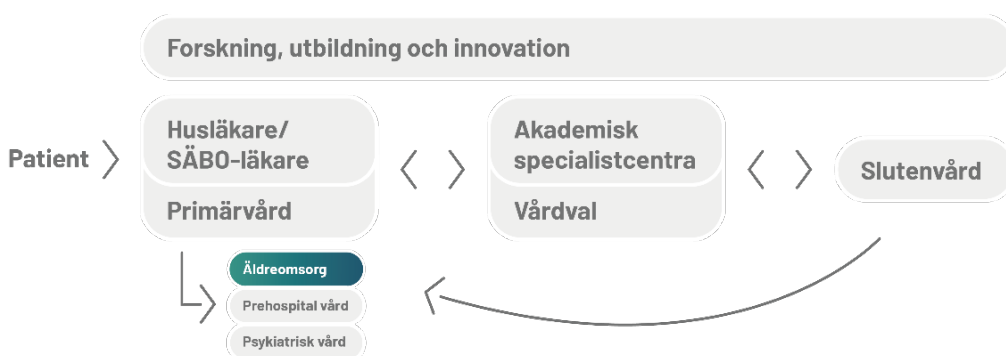 Forskning, utbildning och innovation
Patient
Husläkare/
SÄBO-läkare
Primärvård
Akademisk
specialistcentra
Vårdval
Slutenvård
Äldreomsorg
Prehospital vård
Psykiatrisk vård